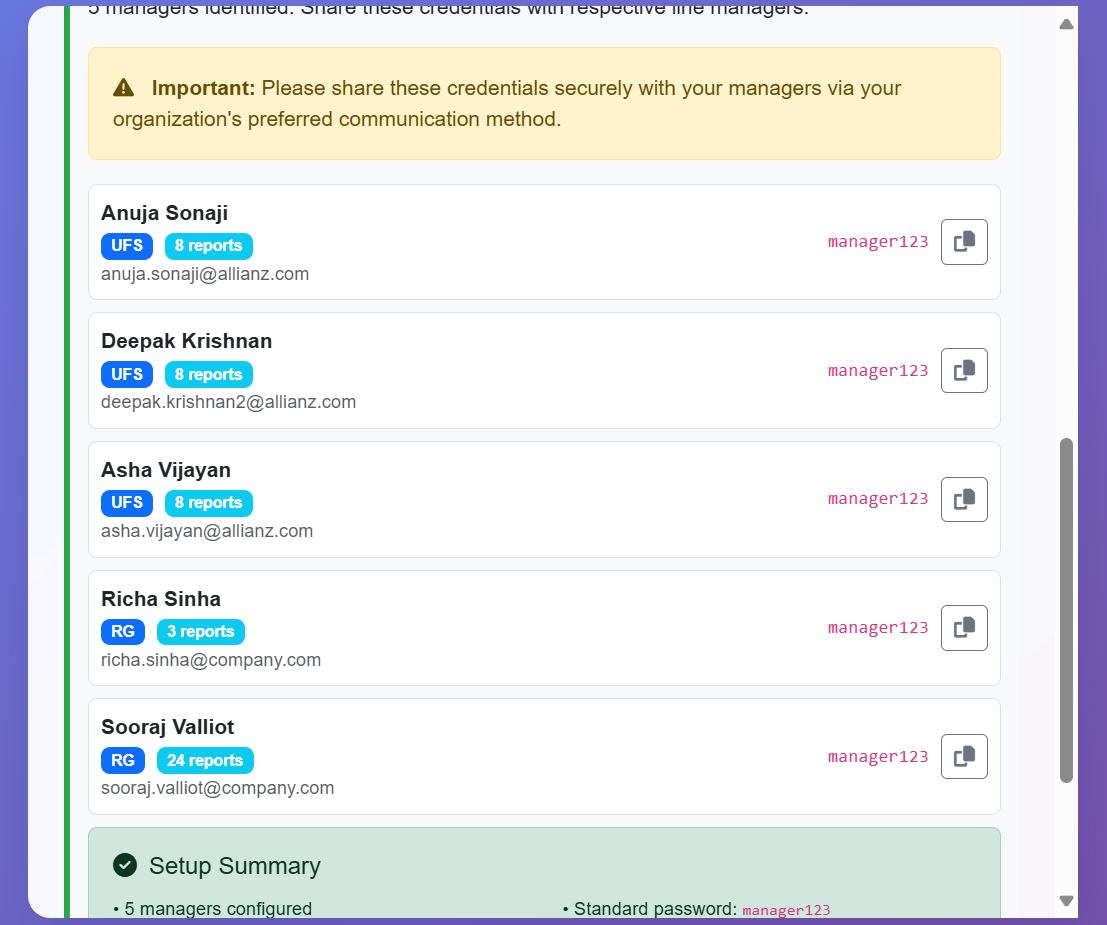 5 managers identified. Share these credentials with respective line managers.
Important: Please share these credentials securely with your managers via your
organization's preferred communication method.
Anuja Sonaji
UFS 8 reports
anuja.sonaji@allianz.com
manager123
Deepak Krishnan
UFS 8 reports
deepak.krishnan2@allianz.com
manager123
Asha Vijayan
UFS 8 reports
asha.vijayan@allianz.com
manager123
Richa Sinha
RG 3 reports
richa.sinha@company.com
manager123
Sooraj Valliot
RG 24 reports
sooraj.valliot@company.com
manager123
Setup Summary
• 5 managers configured
• Standard password: manager123